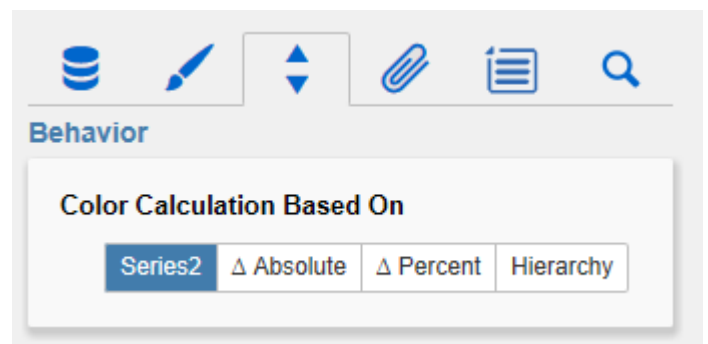 Behavior
Color Calculation Based On
Series2 Δ Absolute Δ Percent Hierarchy